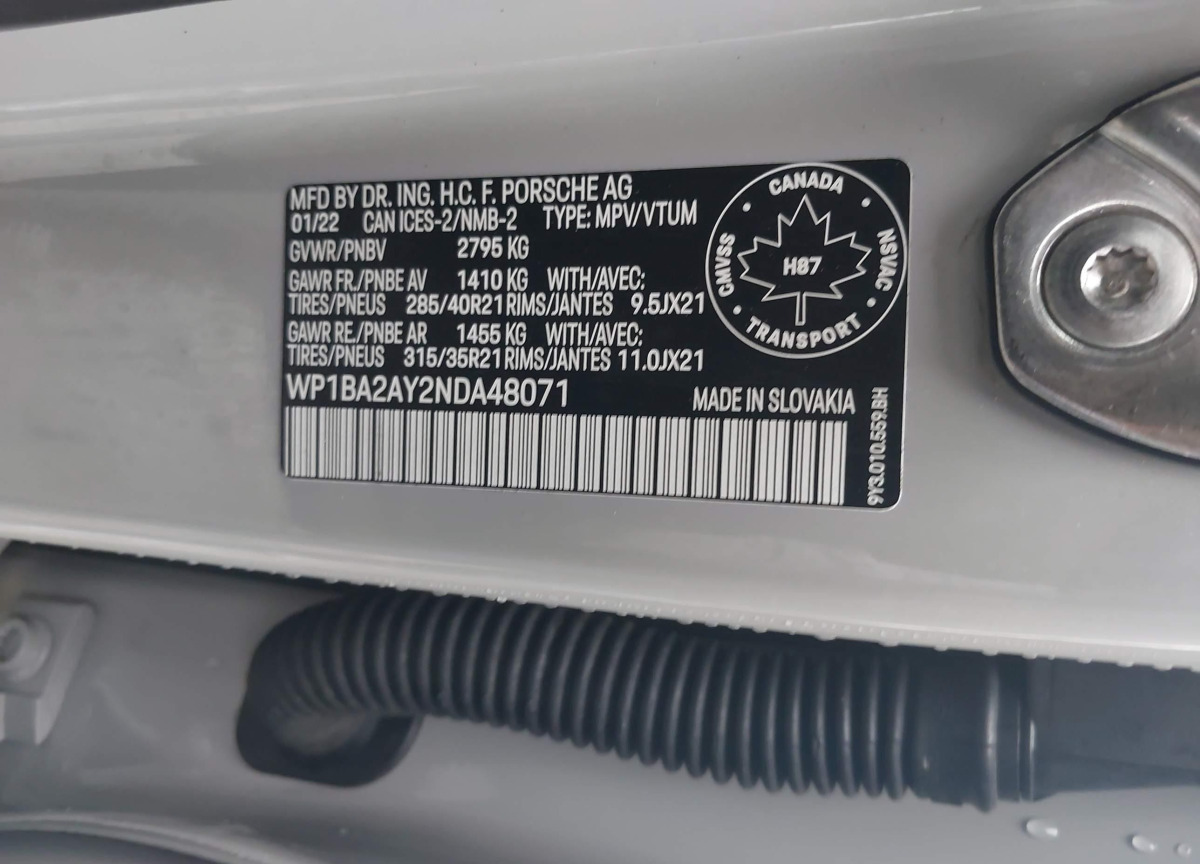 MFD BY DR. ING. H.C. F. PORSCHE AG
01/22 CAN ICES-2/NMB-2 TYPE: MPV/VTUM
GVWR/PNBV 2795 KG
GAWR FR./PNBE AV 1410 KG WITH/AVEC:
TIRES/PNEUS 285/40R21 RIMS/JANTES 9.5JX21
GAWR RE./PNBE AR 1455 KG WITH/AVEC:
TIRES/PNEUS 315/35R21 RIMS/JANTES 11.0JX21
WP1BA2AY2NDA48071 MADE IN SLOVAKIA
CANADA
CMVSS
H87
NSVAC
TRANSPORT
9Y3.010.559.BH